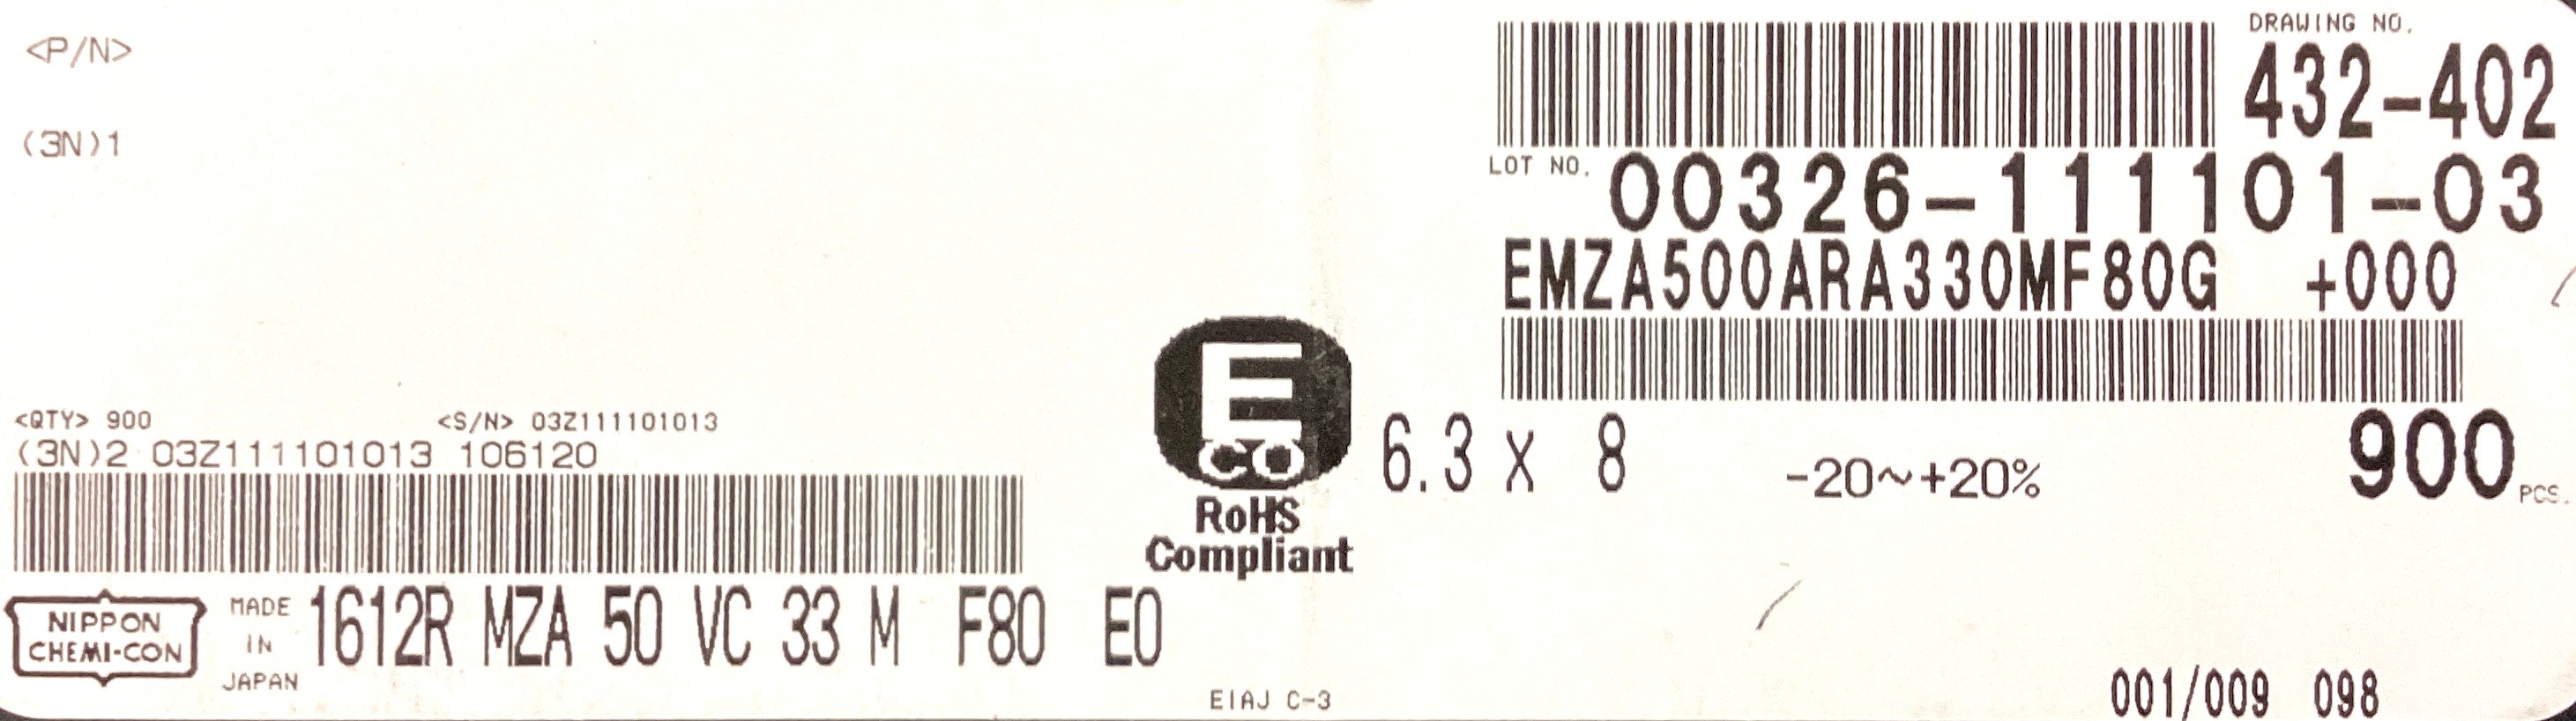 <P/N>
(3N)1
DRAWING NO.
432-402
LOT NO. 00326-111101-03
EMZA500ARA330MF80G +000
E
CO
RoHS
Compliant
6.3 x 8 -20~+20% 900 PCS.
<QTY> 900 <S/N> 03Z111101013
(3N)2 03Z111101013 106120
NIPPON
CHEMI-CON
MADE
IN
JAPAN
1612R MZA 50 VC 33 M F80 E0
EIAJ C-3
001/009 098